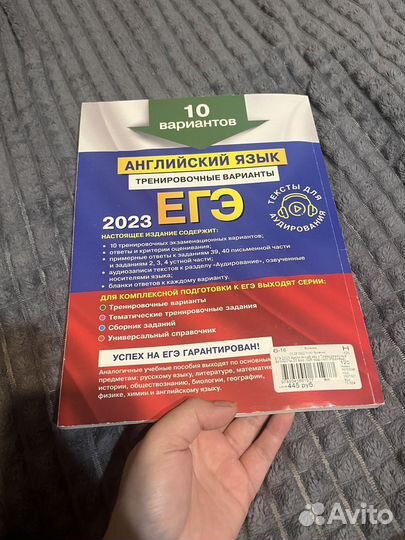 10
вариантов
АНГЛИЙСКИЙ ЯЗЫК
ТРЕНИРОВОЧНЫЕ ВАРИАНТЫ
2023 ЕГЭ
ТЕКСТЫ ДЛЯ
АУДИРОВАНИЯ
НАСТОЯЩЕЕ ИЗДАНИЕ СОДЕРЖИТ:
• 10 тренировочных экзаменационных вариантов;
• ответы и критерии оценивания;
• примерные ответы к заданиям 39, 40 письменной части
и заданиям 2, 3, 4 устной части;
• аудиозаписи текстов к разделу «Аудирование», озвученные
носителями языка;
• бланки ответов к каждому варианту.
ДЛЯ КОМПЛЕКСНОЙ ПОДГОТОВКИ К ЕГЭ ВЫХОДЯТ СЕРИИ:
Тренировочные варианты
Тематические тренировочные задания
Сборник заданий
Универсальный справочник
УСПЕХ НА ЕГЭ ГАРАНТИРОВАН!
Аналогичные учебные пособия выходят по основным
предметам: русскому языку, литературе, математике,
истории, обществознанию, биологии, географии,
физике, химии и английскому языку.
445 руб
Avito